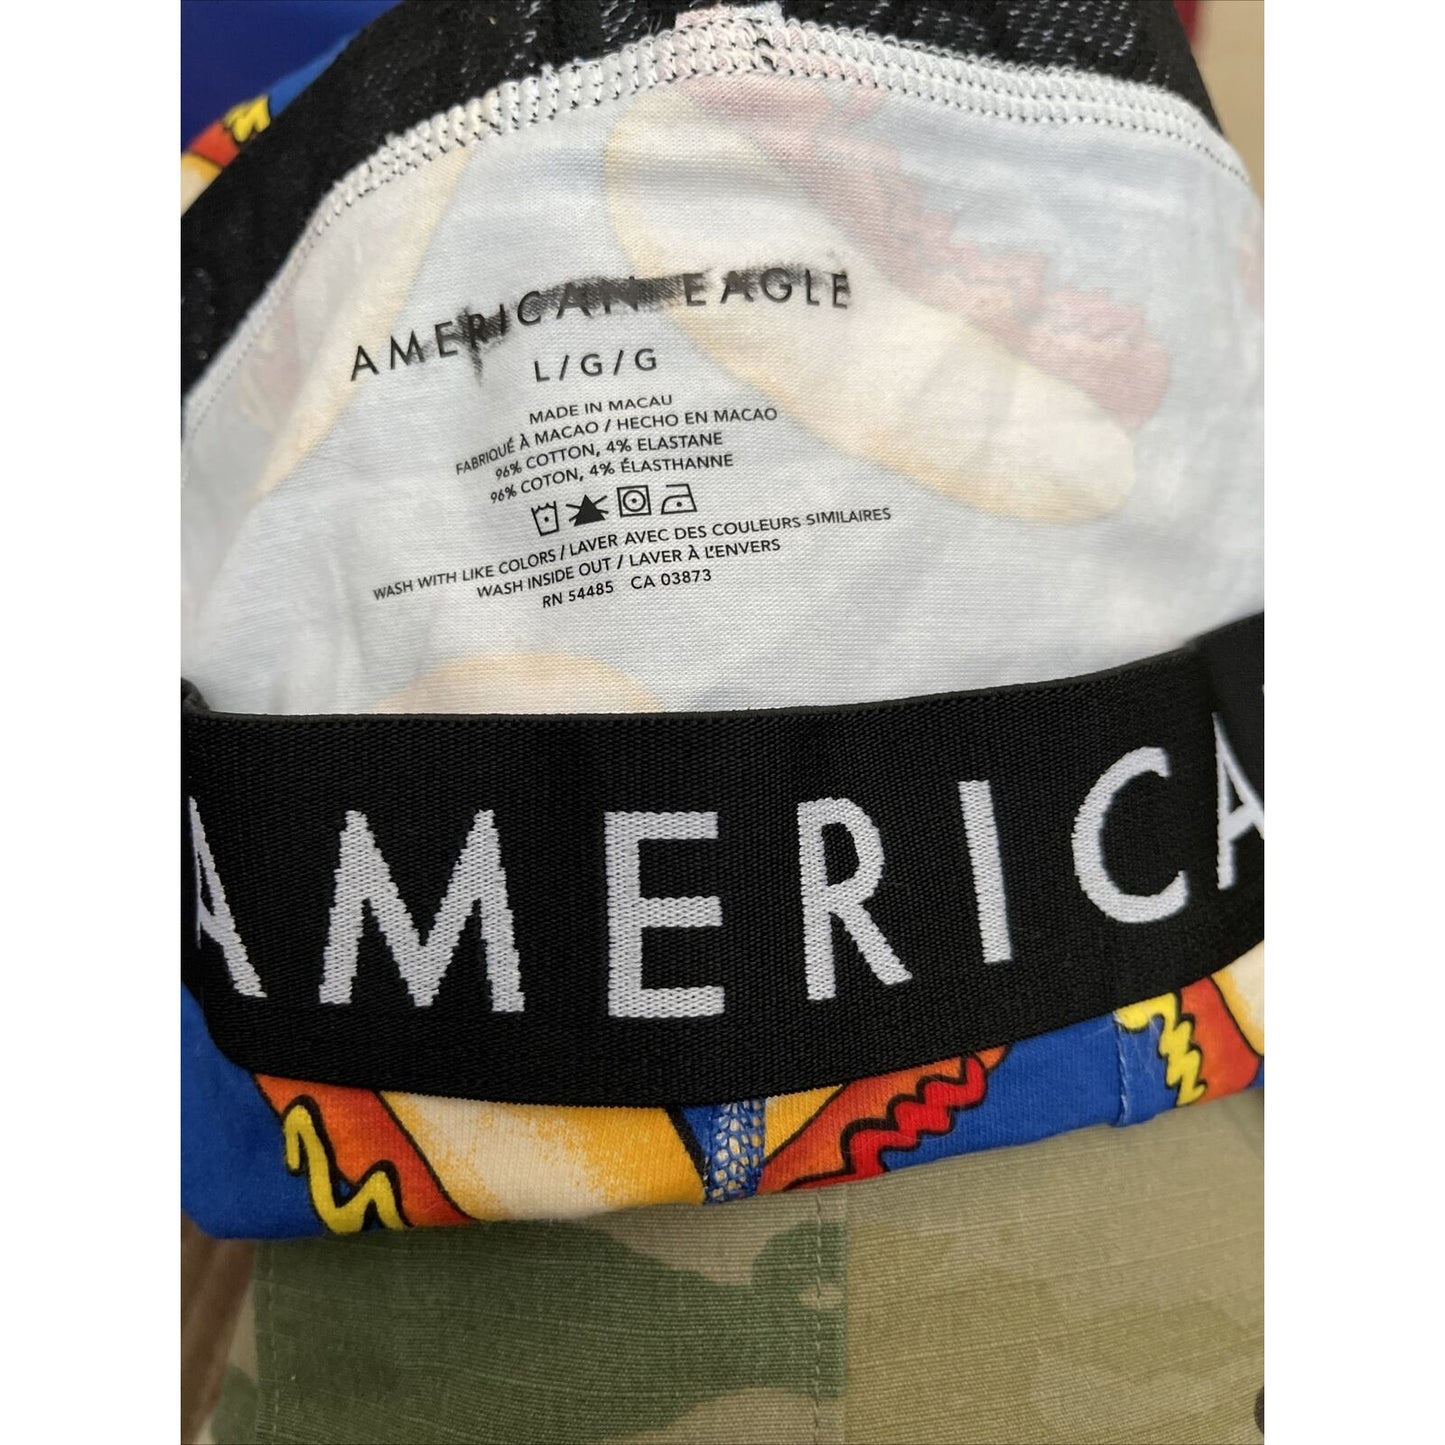 AMERICAN EAGLE
L / G / G
MADE IN MACAU
FABRIQUÉ À MACAO / HECHO EN MACAO
96% COTTON, 4% ELASTANE
96% COTON, 4% ÉLASTHANNE
WASH WITH LIKE COLORS / LAVER AVEC DES COULEURS SIMILAIRES
WASH INSIDE OUT / LAVER À L'ENVERS
RN 54485 CA 03873
AMERICA